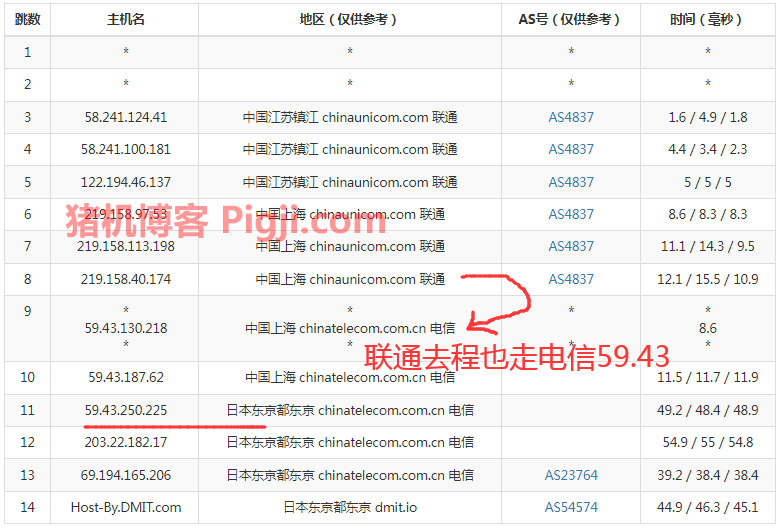 跳数 主机名 地区（仅供参考） AS号（仅供参考） 时间（毫秒）
1 * * * *
2 * * * *
3 58.241.124.41 中国江苏镇江 chinaunicom.com 联通 AS4837 1.6 / 4.9 / 1.8
4 58.241.100.181 中国江苏镇江 chinaunicom.com 联通 AS4837 4.4 / 3.4 / 2.3
5 122.194.46.137 中国江苏镇江 chinaunicom.com 联通 AS4837 5 / 5 / 5
6 219.158.97.53 中国上海 chinaunicom.com 联通 AS4837 8.6 / 8.3 / 8.3
猪机博客 Pigji.com
7 219.158.113.198 中国上海 chinaunicom.com 联通 AS4837 11.1 / 14.3 / 9.5
8 219.158.40.174 中国上海 chinaunicom.com 联通 AS4837 12.1 / 15.5 / 10.9
9 * * * *
59.43.130.218 中国上海 chinatelecom.com.cn 电信 8.6
* * * *
联通去程也走电信59.43
10 59.43.187.62 中国上海 chinatelecom.com.cn 电信 11.5 / 11.7 / 11.9
11 59.43.250.225 日本东京都东京 chinatelecom.com.cn 电信 49.2 / 48.4 / 48.9
12 203.22.182.17 日本东京都东京 chinatelecom.com.cn 电信 54.9 / 55 / 54.8
13 69.194.165.206 日本东京都东京 chinatelecom.com.cn 电信 AS23764 39.2 / 38.4 / 38.4
14 Host-By.DMIT.com 日本东京都东京 dmit.io AS54574 44.9 / 46.3 / 45.1